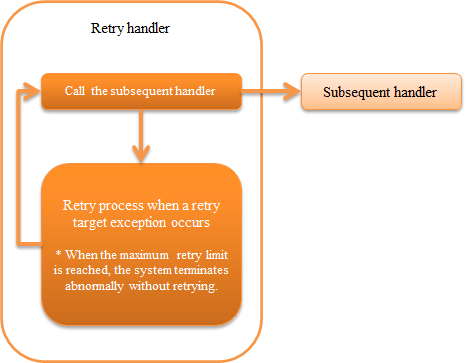 Retry handler
Call the subsequent handler
Subsequent handler
Retry process when a retry
target exception occurs
* When the maximum retry limit
is reached, the system terminates
abnormally without retrying.